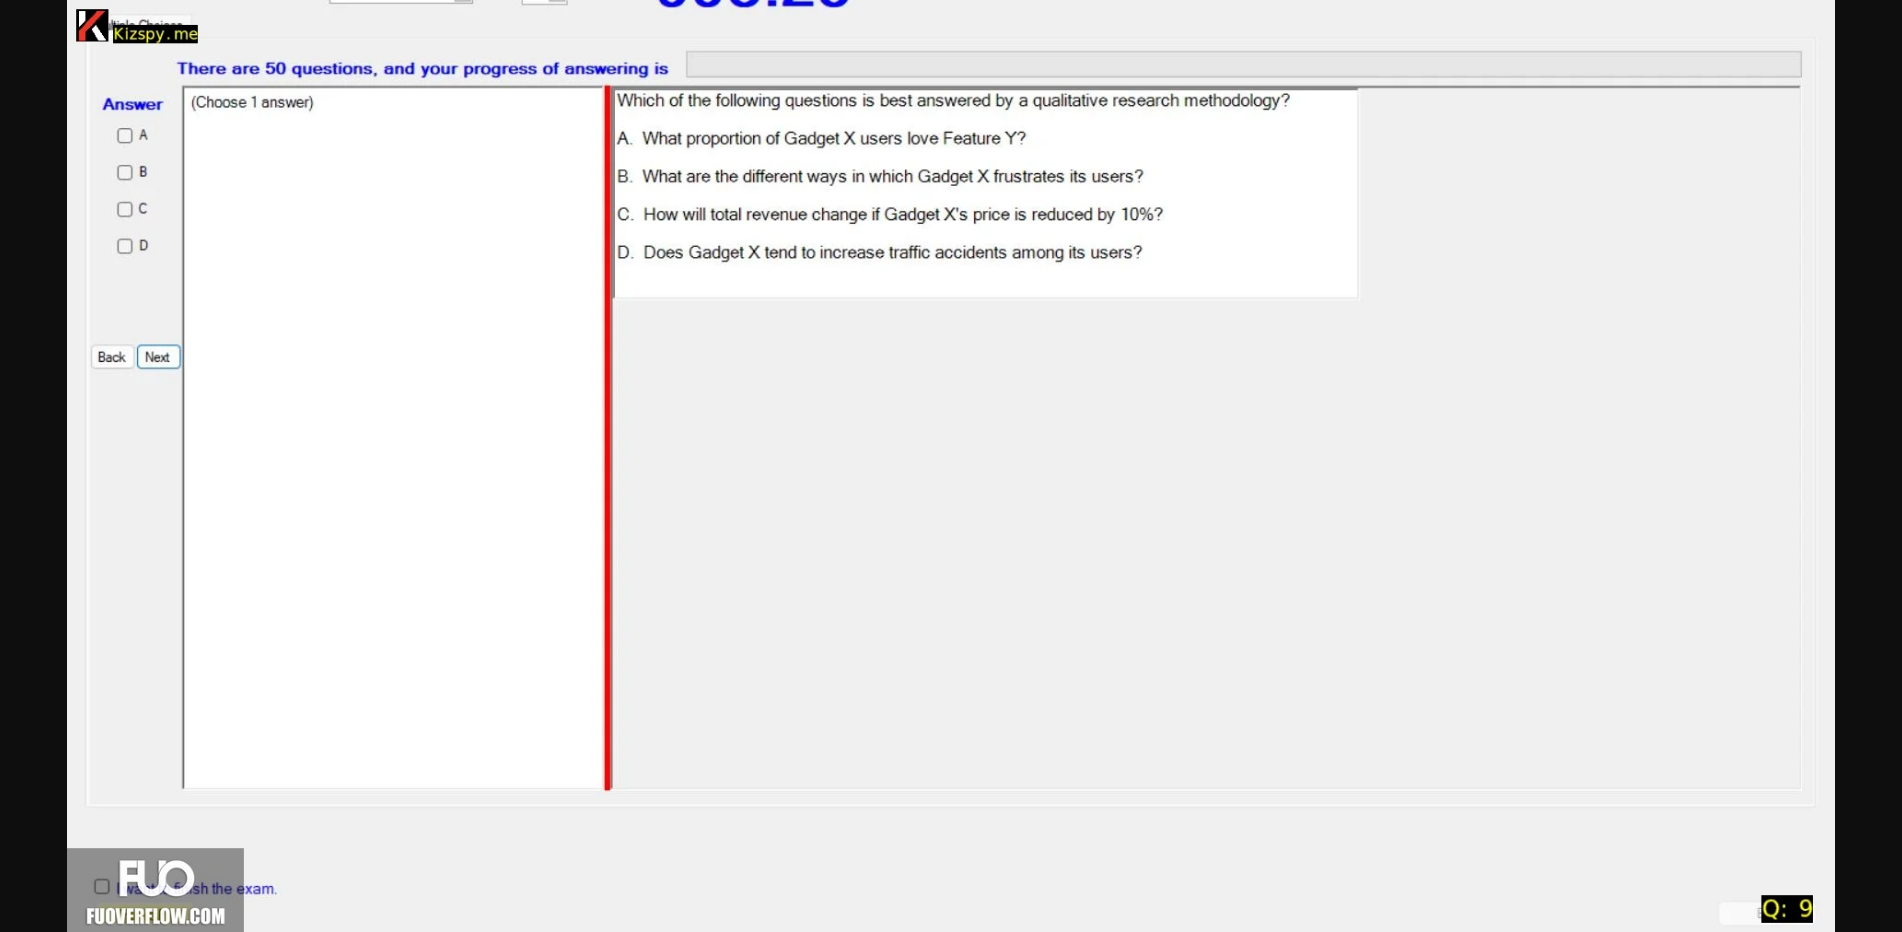 Kizspy.me
There are 50 questions, and your progress of answering is
Answer
(Choose 1 answer)
A
B
C
D
Back
Next
Which of the following questions is best answered by a qualitative research methodology?
A. What proportion of Gadget X users love Feature Y?
B. What are the different ways in which Gadget X frustrates its users?
C. How will total revenue change if Gadget X's price is reduced by 10%?
D. Does Gadget X tend to increase traffic accidents among its users?
FUO
the exam.
FUOVERFLOW.COM
Q: 9